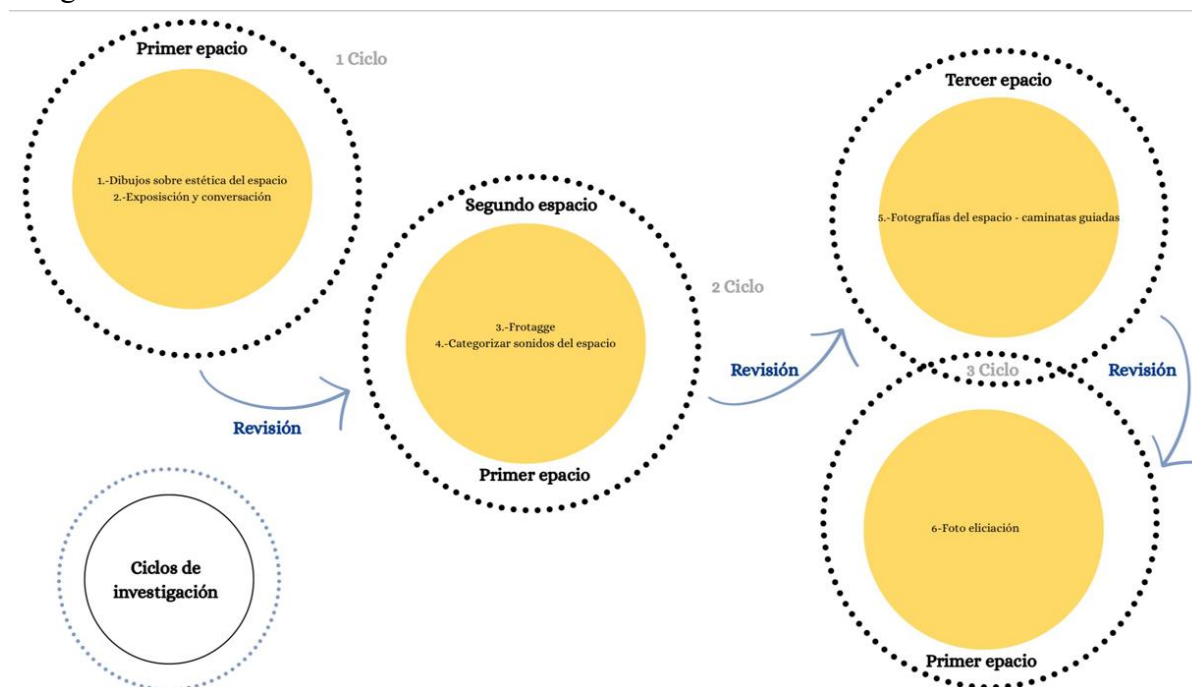 Primer epacio
1 Ciclo
1.-Dibujos sobre estética del espacio
2.-Exposisción y conversación
Revisión
Segundo espacio
2 Ciclo
3.-Frotagge
4.-Categorizar sonidos del espacio
Primer epacio
Revisión
Tercer epacio
5.-Fotografías del espacio - caminatas guiadas
3 Ciclo
Revisión
6-Foto eliciación
Primer epacio
Ciclos de
investigación